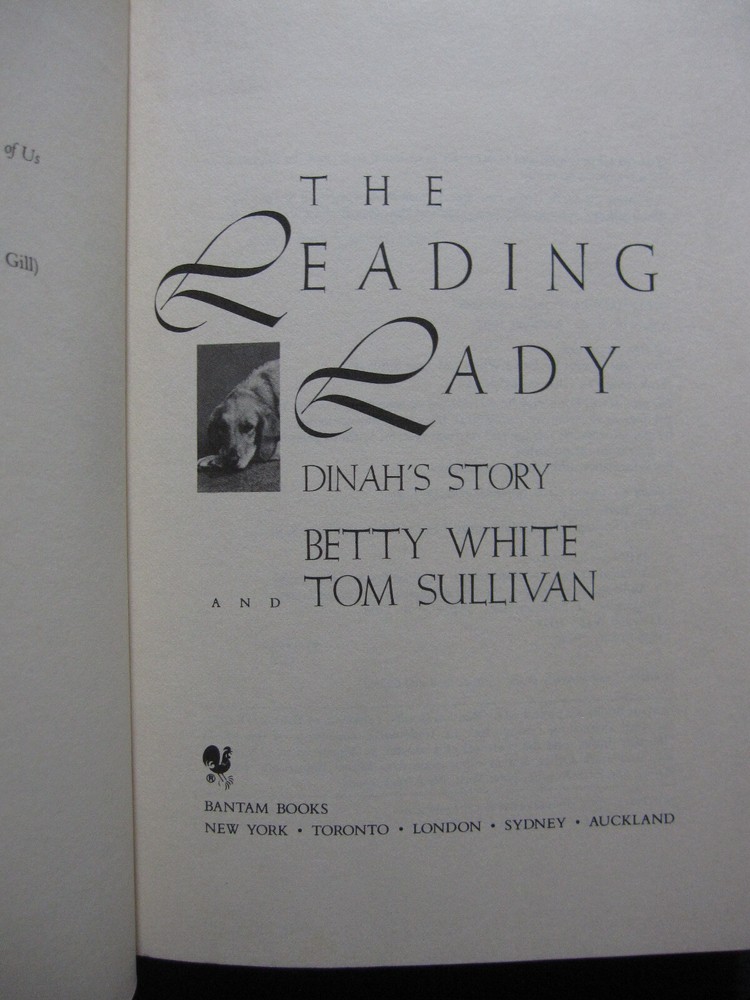 of Us
Gill)
THE
LEADING
LADY
DINAH'S STORY
BETTY WHITE
AND TOM SULLIVAN
®
BANTAM BOOKS
NEW YORK • TORONTO • LONDON • SYDNEY • AUCKLAND